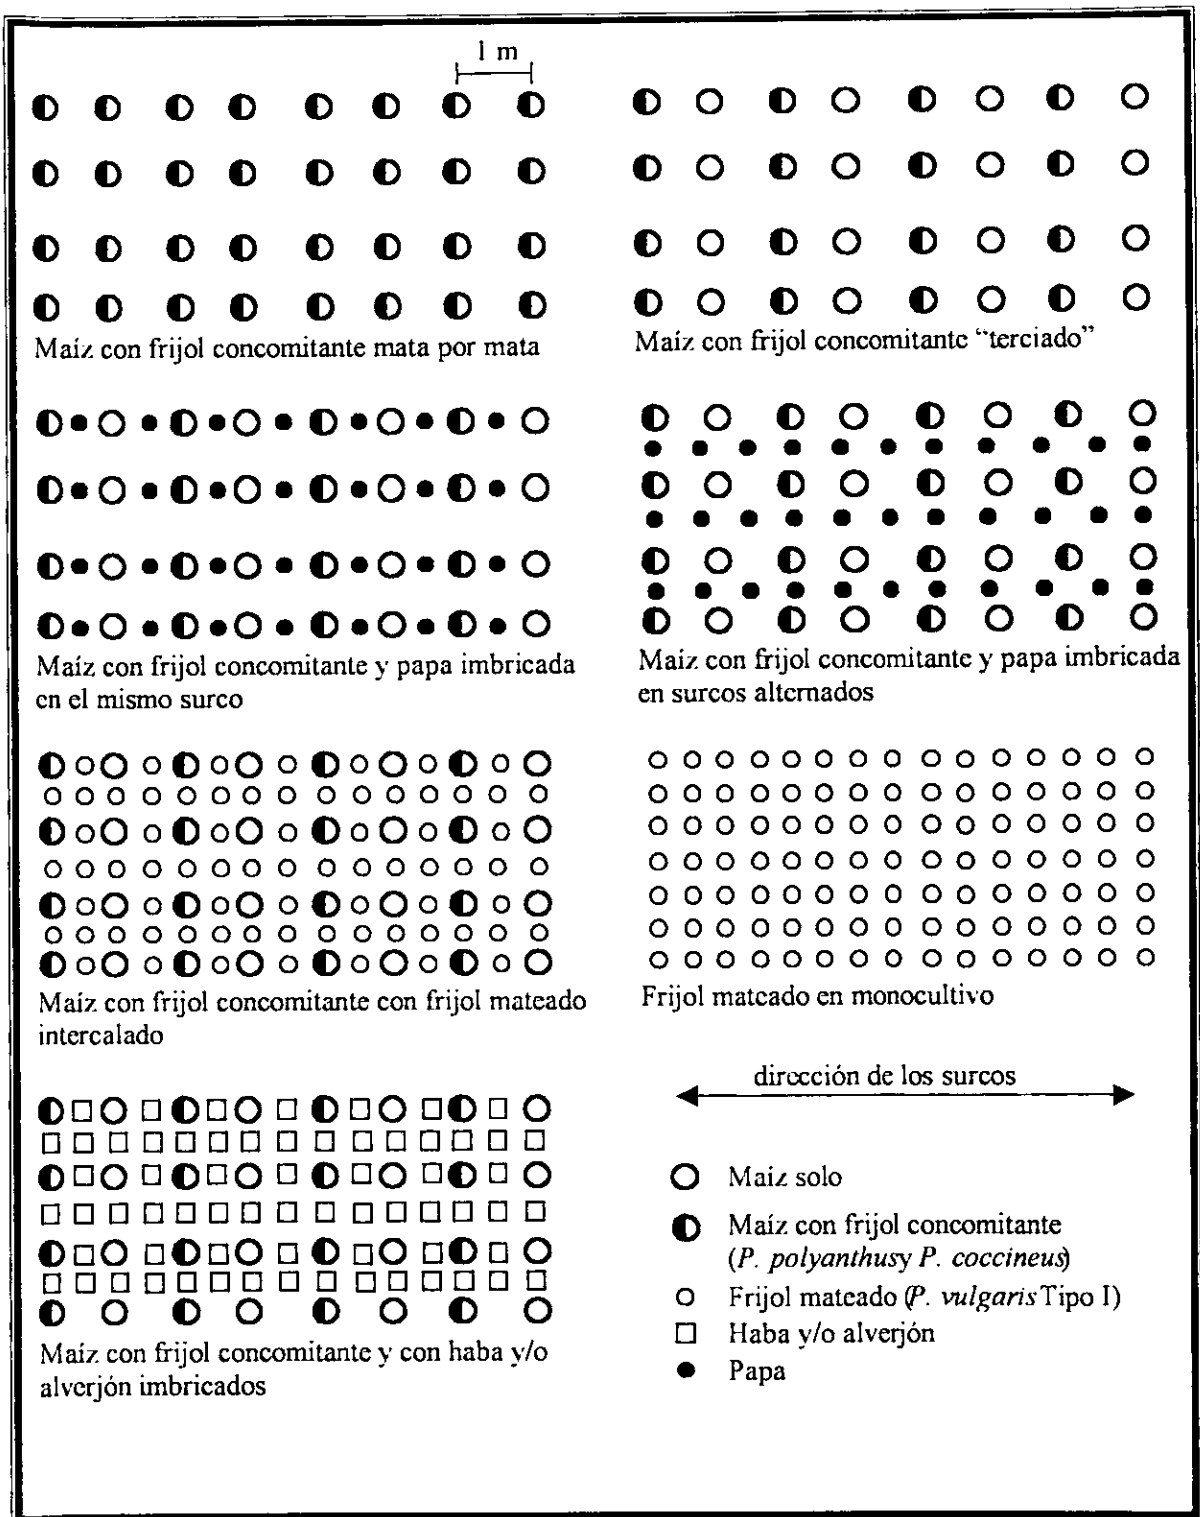 1 m
Maíz con frijol concomitante mata por mata
Maíz con frijol concomitante “terciado”
Maíz con frijol concomitante y papa imbricada
en el mismo surco
Maíz con frijol concomitante y papa imbricada
en surcos alternados
Maíz con frijol concomitante con frijol mateado
intercalado
Frijol mateado en monocultivo
Maíz con frijol concomitante y con haba y/o
alverjón imbricados
dirección de los surcos
Maíz solo
Maíz con frijol concomitante
(P. polyanthus y P. coccineus)
Frijol mateado (P. vulgaris Tipo I)
Haba y/o alverjón
Papa